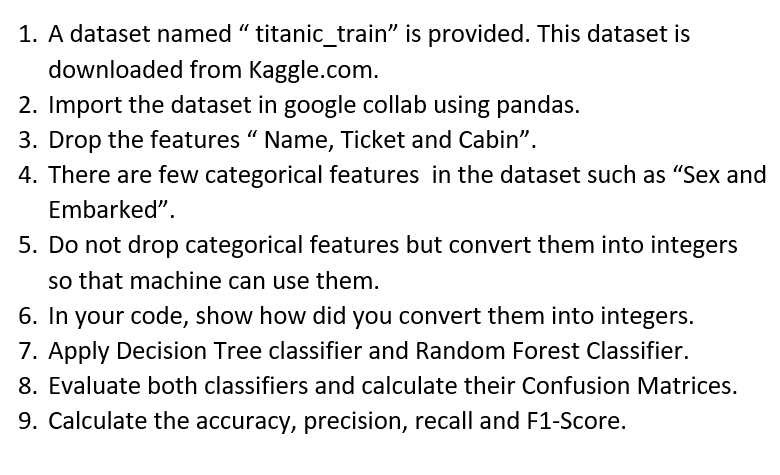 1. A dataset named “ titanic_train” is provided. This dataset is
downloaded from Kaggle.com.
2. Import the dataset in google collab using pandas.
3. Drop the features “ Name, Ticket and Cabin”.
4. There are few categorical features  in the dataset such as “Sex and
Embarked”.
5. Do not drop categorical features but convert them into integers
so that machine can use them.
6. In your code, show how did you convert them into integers.
7. Apply Decision Tree classifier and Random Forest Classifier.
8. Evaluate both classifiers and calculate their Confusion Matrices.
9. Calculate the accuracy, precision, recall and F1-Score.